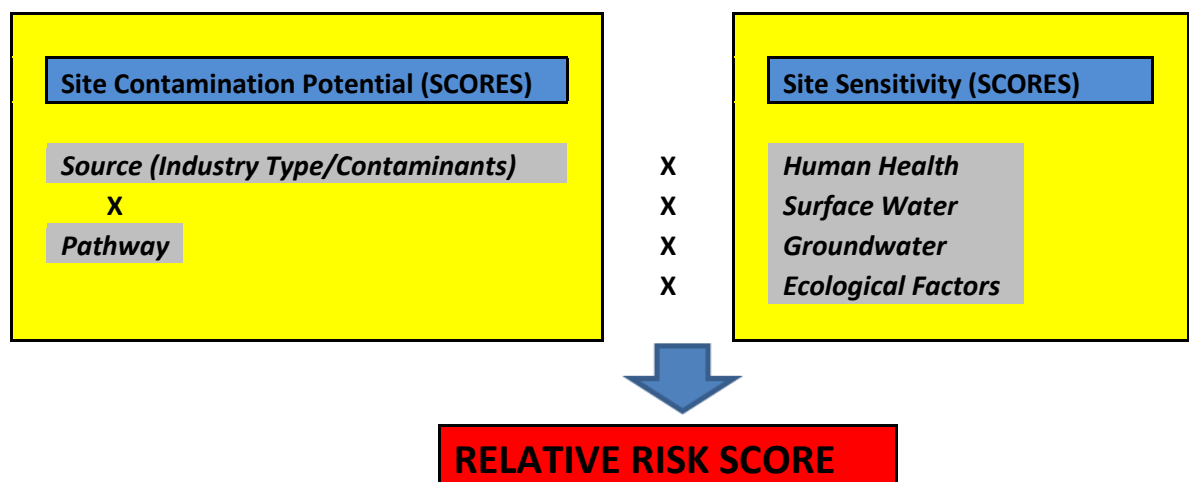 Site Contamination Potential (SCORES)
Site Sensitivity (SCORES)
Source (Industry Type/Contaminants) X Human Health
X X Surface Water
Pathway X Groundwater
X Ecological Factors
RELATIVE RISK SCORE